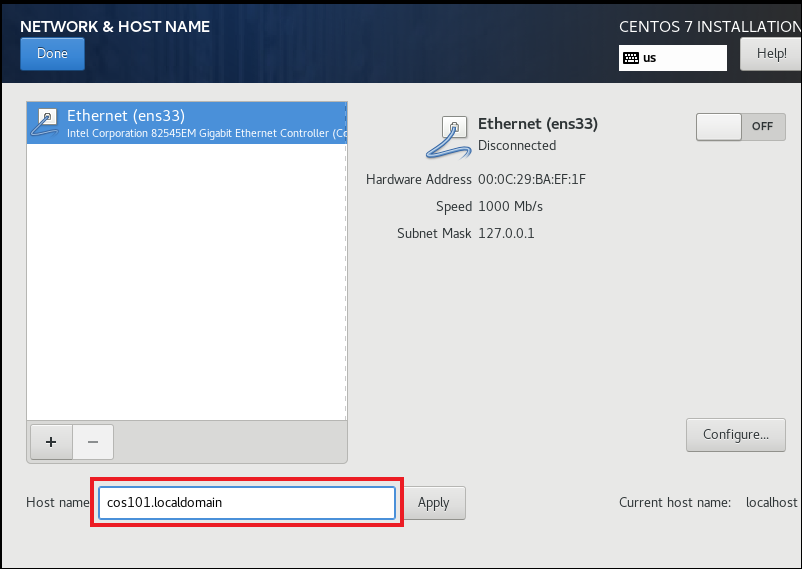 NETWORK & HOST NAME
CENTOS 7 INSTALLATION
Done
us
Help!
Ethernet (ens33)
Intel Corporation 82545EM Gigabit Ethernet Controller (Co
Ethernet (ens33)
Disconnected
OFF
Hardware Address 00:0C:29:BA:EF:1F
Speed 1000 Mb/s
Subnet Mask 127.0.0.1
+ −
Configure...
Host name cos101.localdomain Apply Current host name: localhost